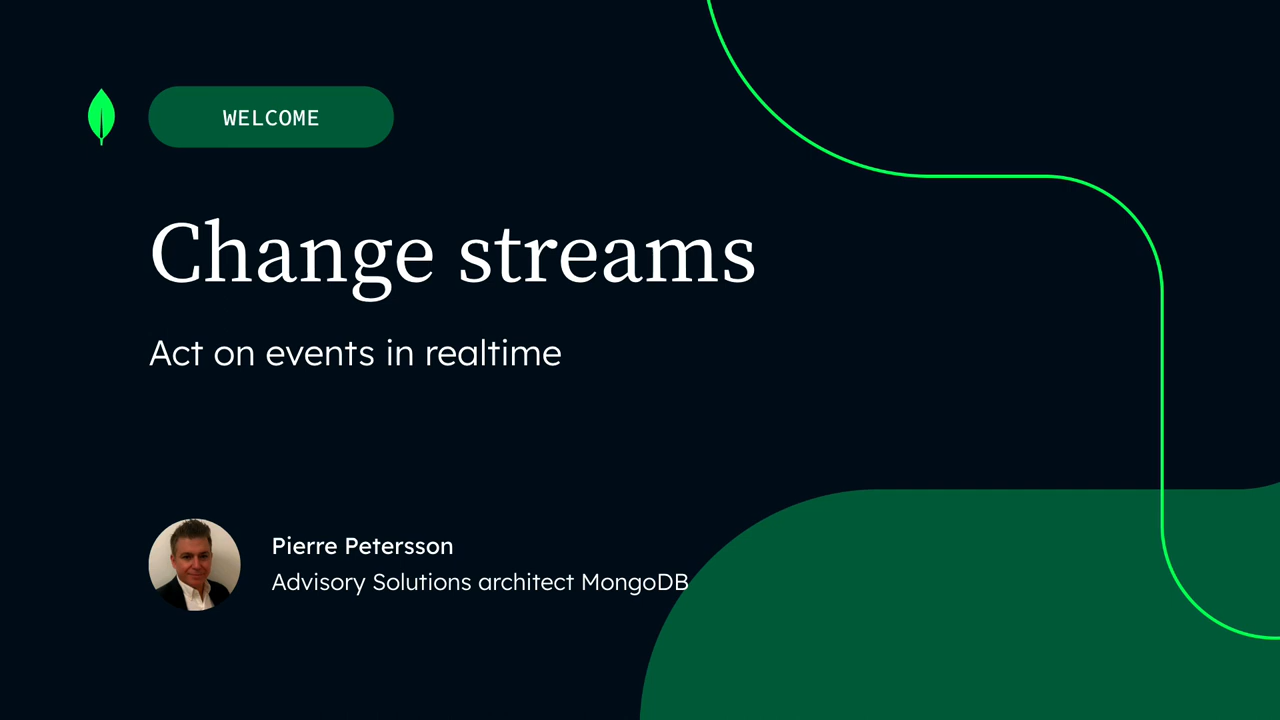 WELCOME
Change streams
Act on events in realtime
Pierre Petersson
Advisory Solutions architect MongoDB